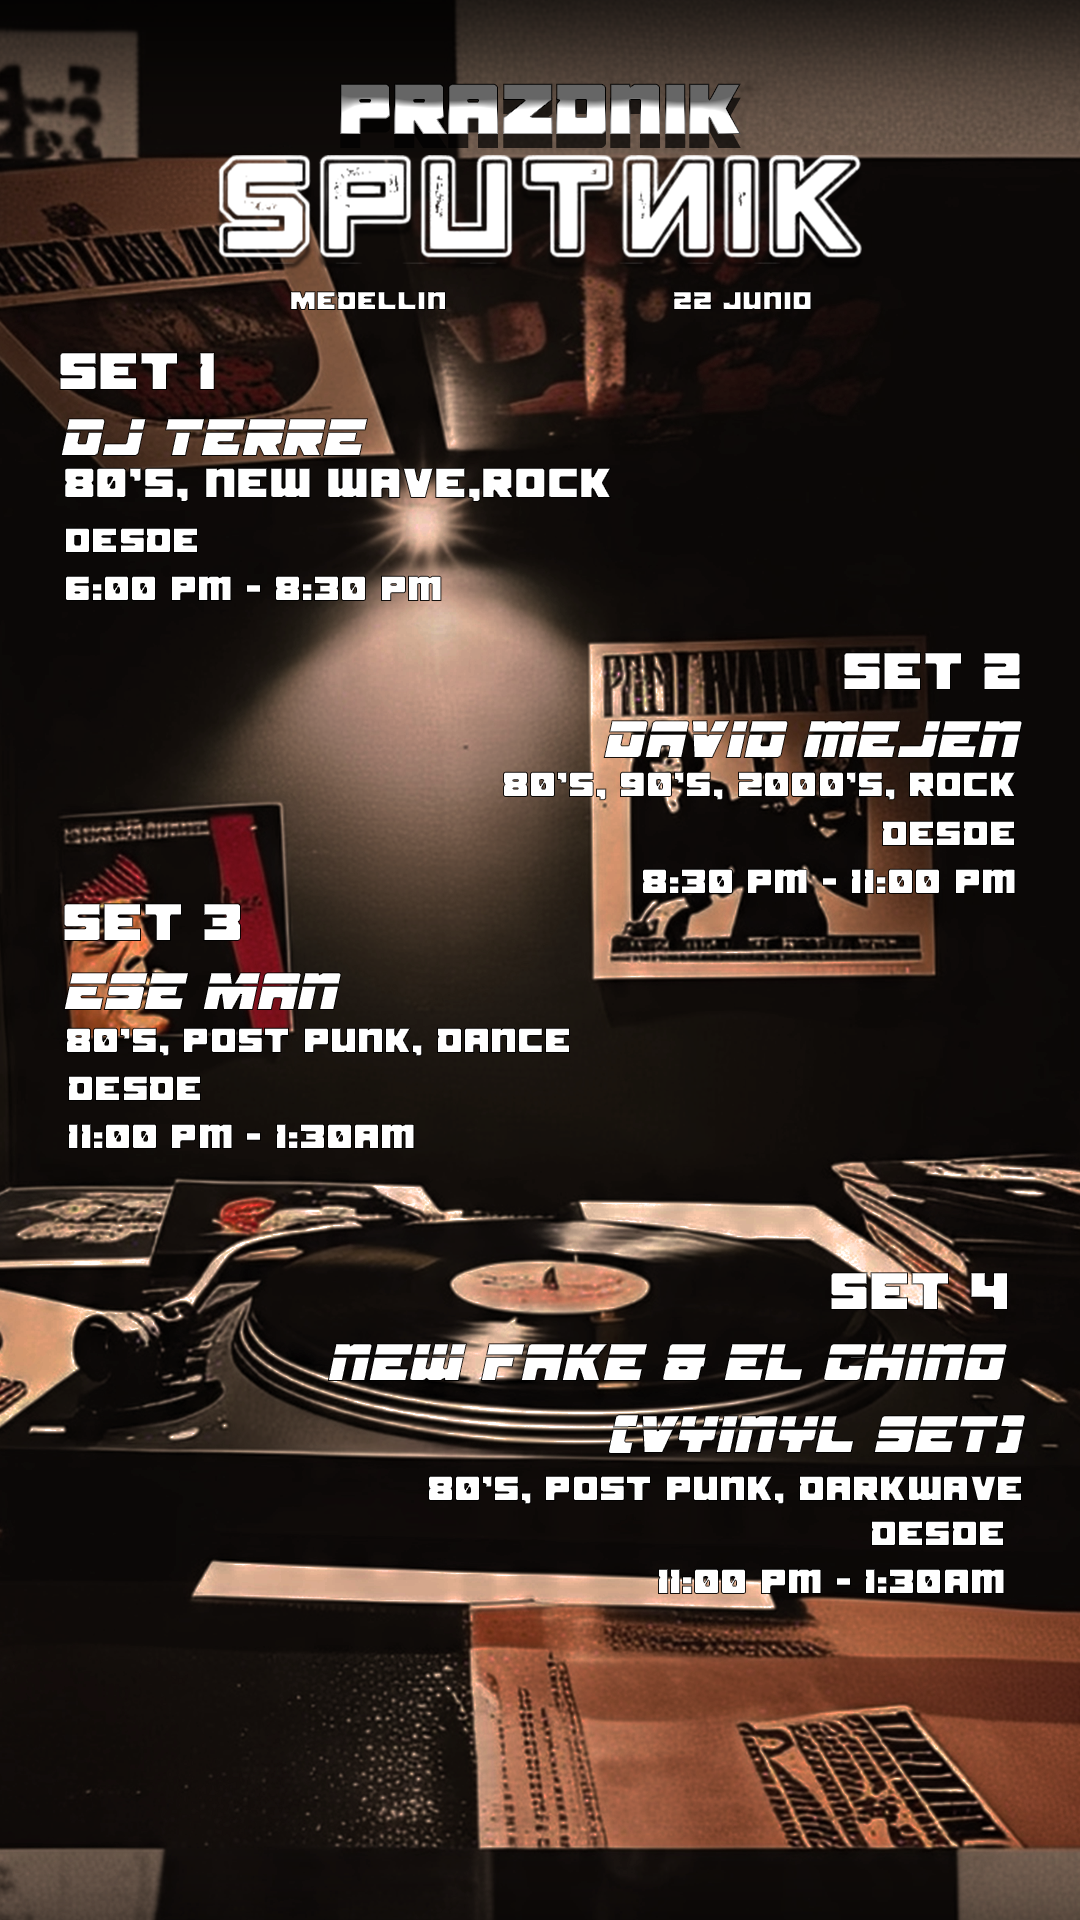 PRAZDNIK
SPUTNIK
MEDELLIN
22 JUNIO
SET 1
DJ TERRE
80'S, NEW WAVE,ROCK
DESDE
6:00 PM - 8:30 PM
SET 2
DAVID MEJEN
80'S, 90'S, 2000'S, ROCK
DESDE
8:30 PM - 11:00 PM
SET 3
ESE MAN
80'S, POST PUNK, DANCE
DESDE
11:00 PM - 1:30AM
SET 4
NEW FAKE & EL CHINO
(VYINYL SET)
80'S, POST PUNK, DARKWAVE
DESDE
11:00 PM - 1:30AM